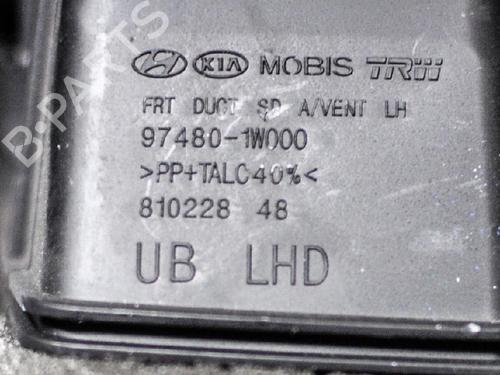 KIA MOBIS TRW
FRT DUCT SD A/VENT LH
97480-1W000
>PP+TALC40%<
810228 48
UB LHD
B-PARTS